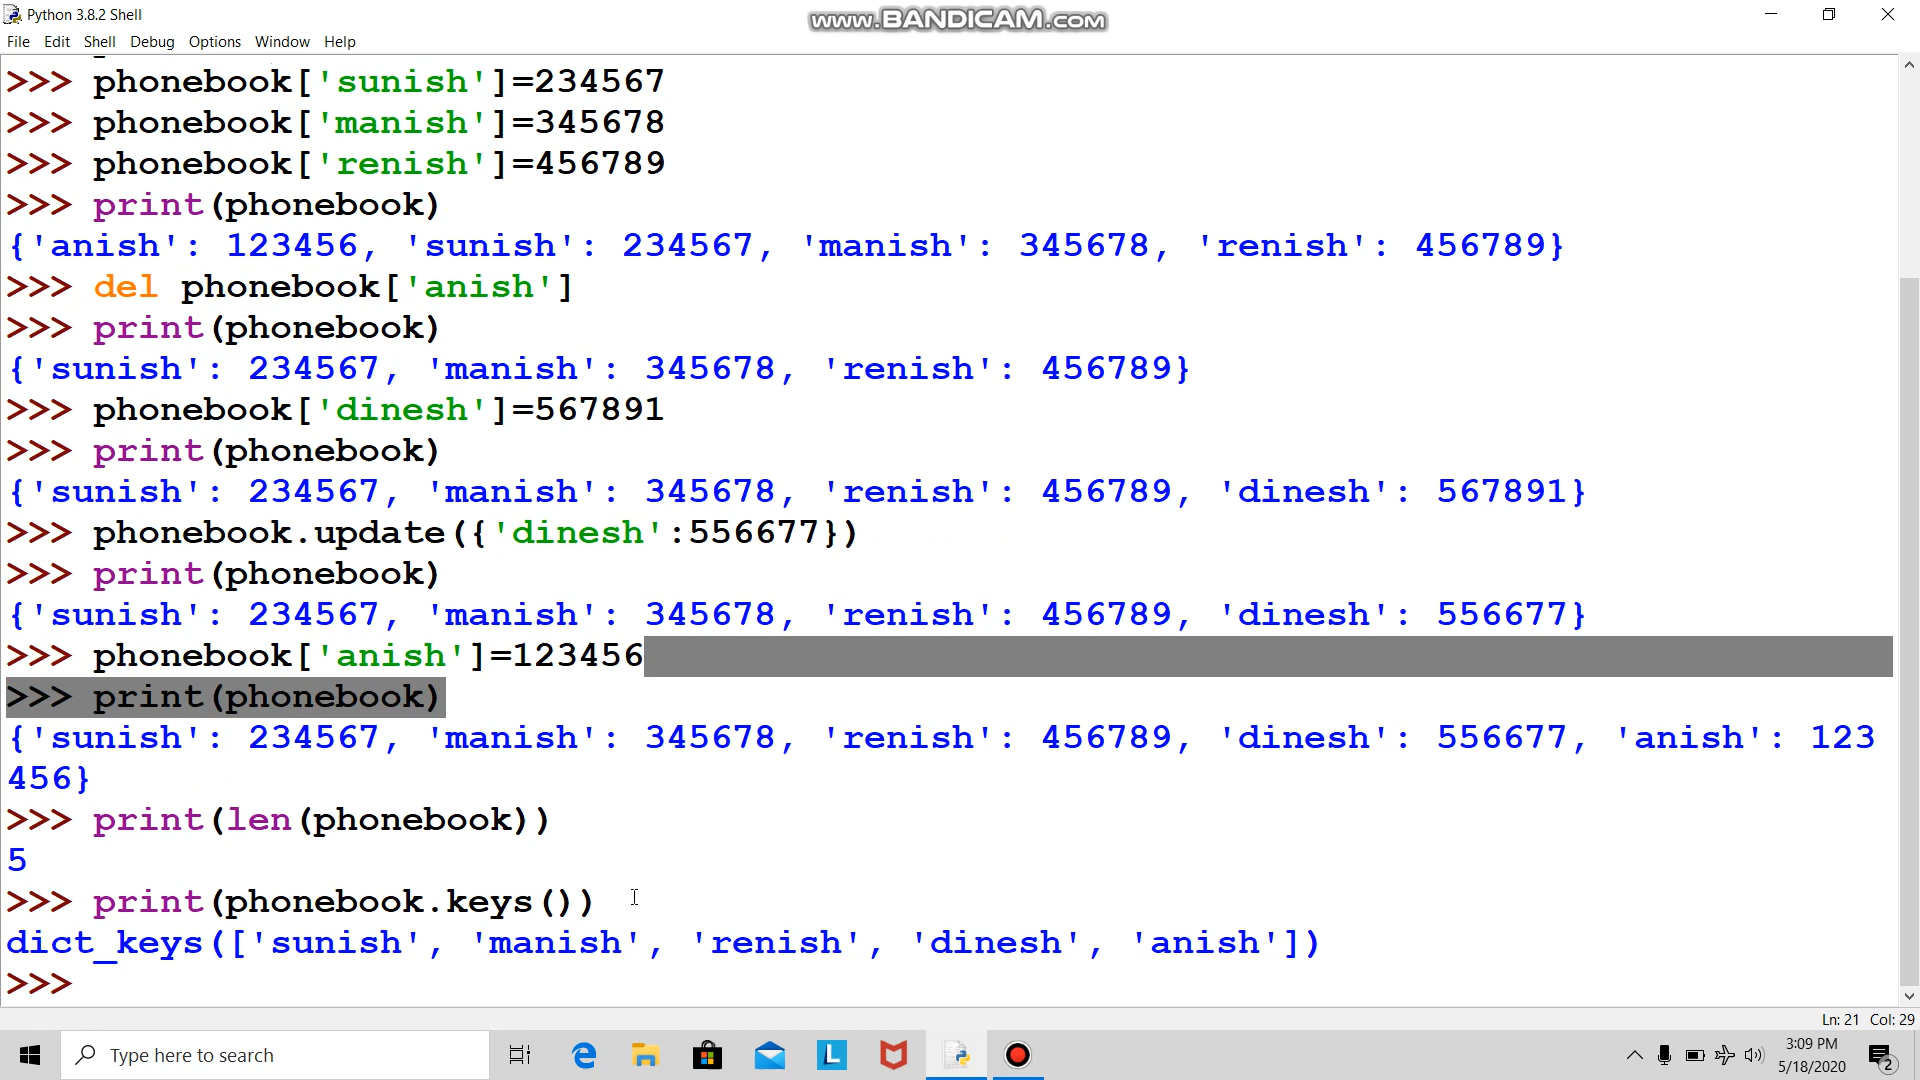 Python 3.8.2 Shell
www.BANDICAM.com
File Edit Shell Debug Options Window Help
>>> phonebook['sunish']=234567
>>> phonebook['manish']=345678
>>> phonebook['renish']=456789
>>> print(phonebook)
{'anish': 123456, 'sunish': 234567, 'manish': 345678, 'renish': 456789}
>>> del phonebook['anish']
>>> print(phonebook)
{'sunish': 234567, 'manish': 345678, 'renish': 456789}
>>> phonebook['dinesh']=567891
>>> print(phonebook)
{'sunish': 234567, 'manish': 345678, 'renish': 456789, 'dinesh': 567891}
>>> phonebook.update({'dinesh':556677})
>>> print(phonebook)
{'sunish': 234567, 'manish': 345678, 'renish': 456789, 'dinesh': 556677}
>>> phonebook['anish']=123456
>>> print(phonebook)
{'sunish': 234567, 'manish': 345678, 'renish': 456789, 'dinesh': 556677, 'anish': 123
456}
>>> print(len(phonebook))
5
>>> print(phonebook.keys())
dict_keys(['sunish', 'manish', 'renish', 'dinesh', 'anish'])
>>>
Ln: 21 Col: 29
Type here to search
L
3:09 PM
5/18/2020
2